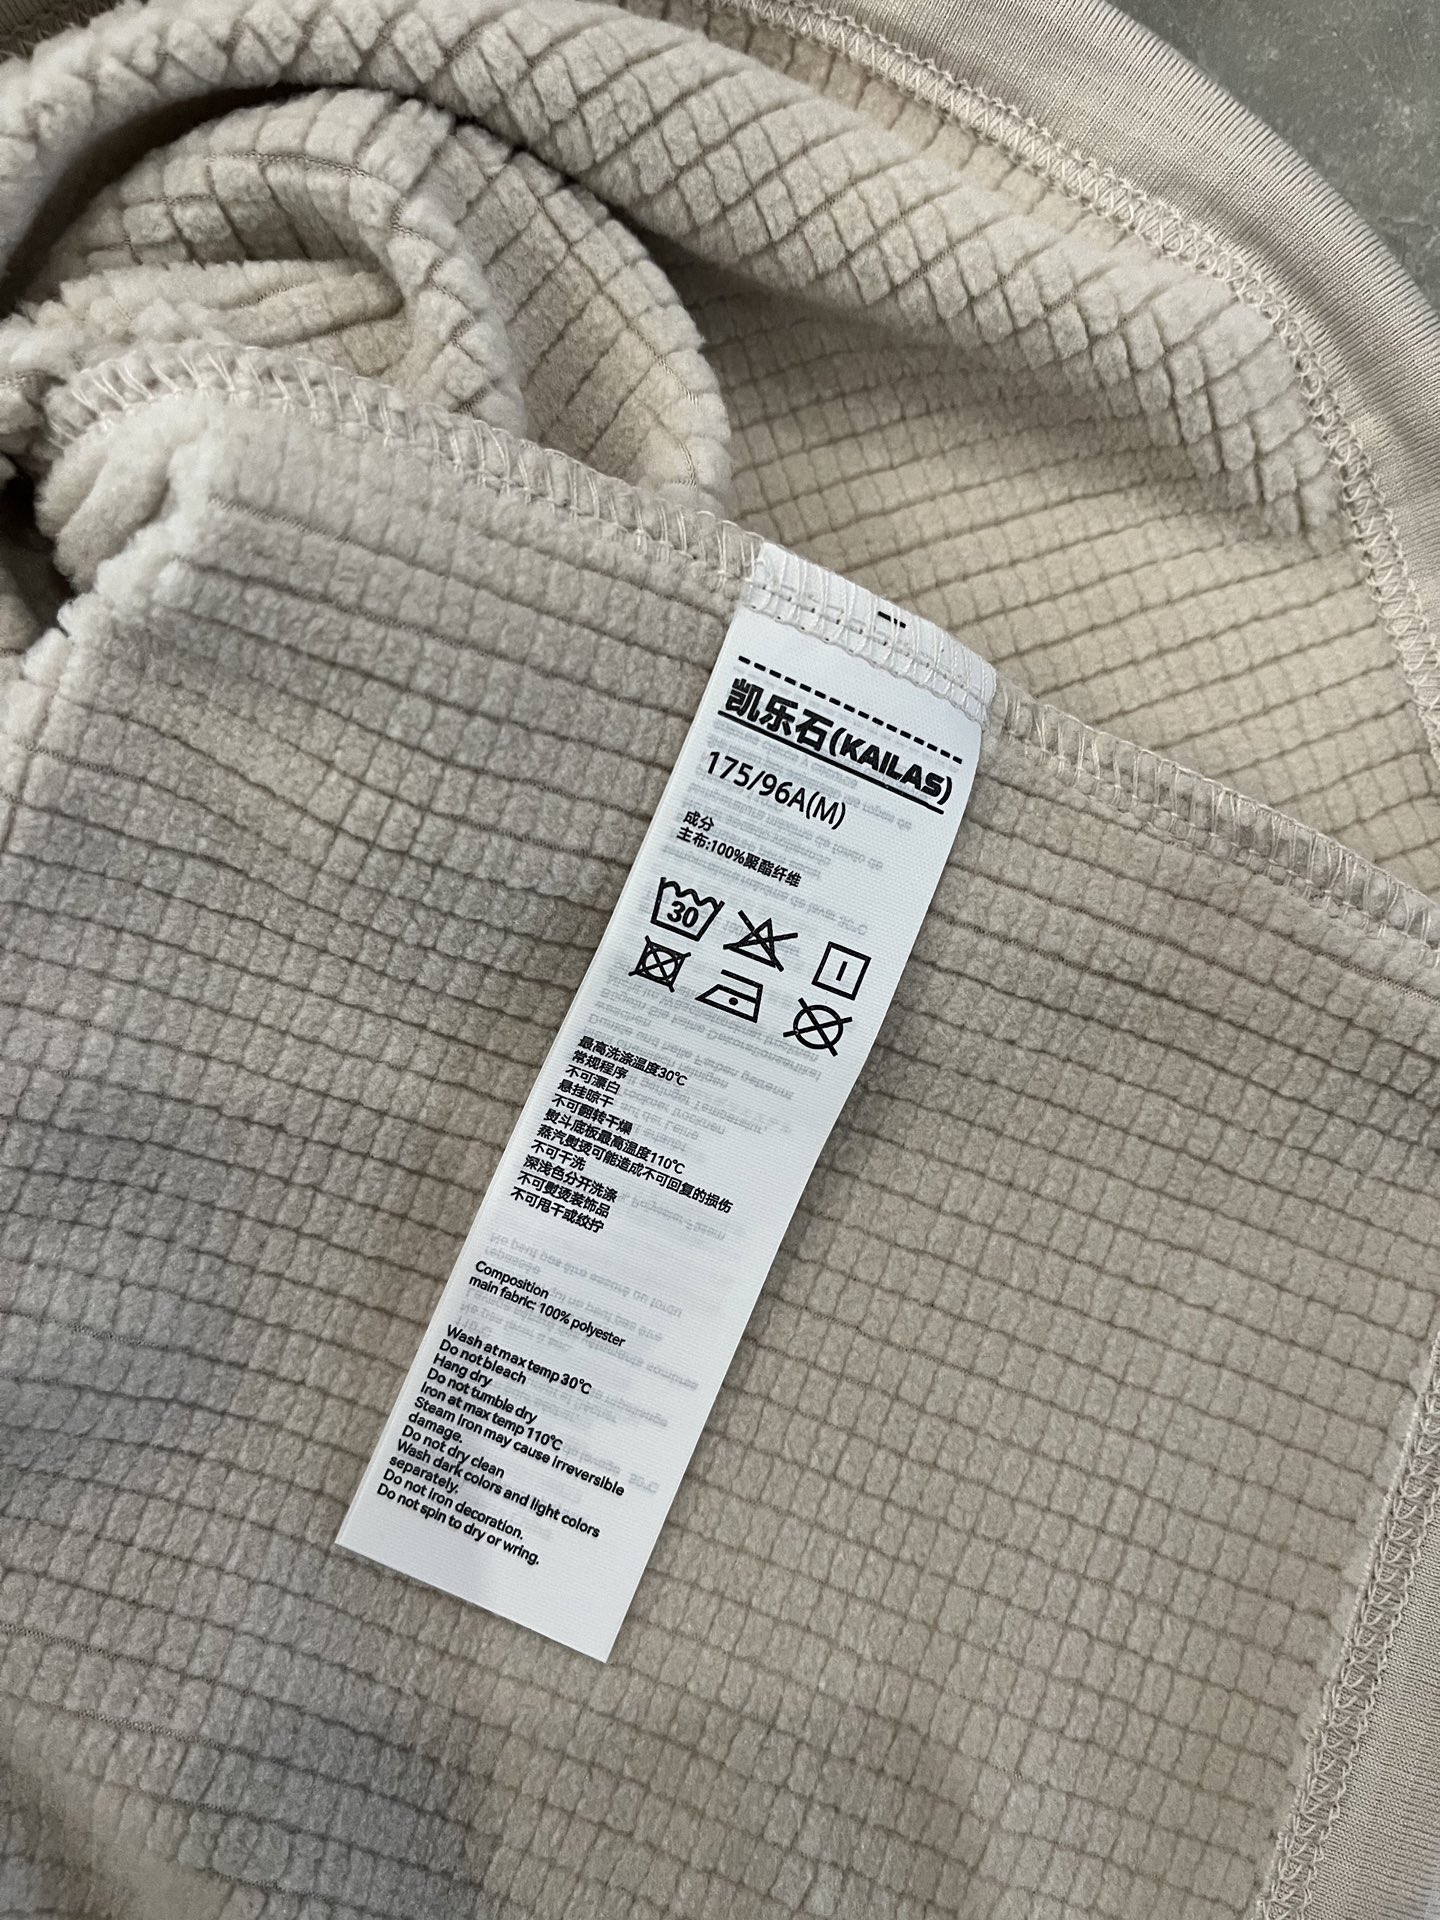 凯乐石(KAILAS)
175/96A(M)
成分
主布:100%聚酯纤维
30
最高洗涤温度30℃
常规程序
不可漂白
悬挂晾干
不可翻转干燥
熨斗底板最高温度110℃
蒸汽熨烫可能造成不可回复的损伤
不可干洗
深浅色分开洗涤
不可熨烫装饰品
不可甩干或绞拧
Composition
main fabric: 100% polyester
Wash at max temp 30℃
Do not bleach
Hang dry
Do not tumble dry
Iron at max temp 110℃
Steam Iron may cause irreversible
damage.
Do not dry clean
Wash dark colors and light colors
separately.
Do not iron decoration.
Do not spin to dry or wring.